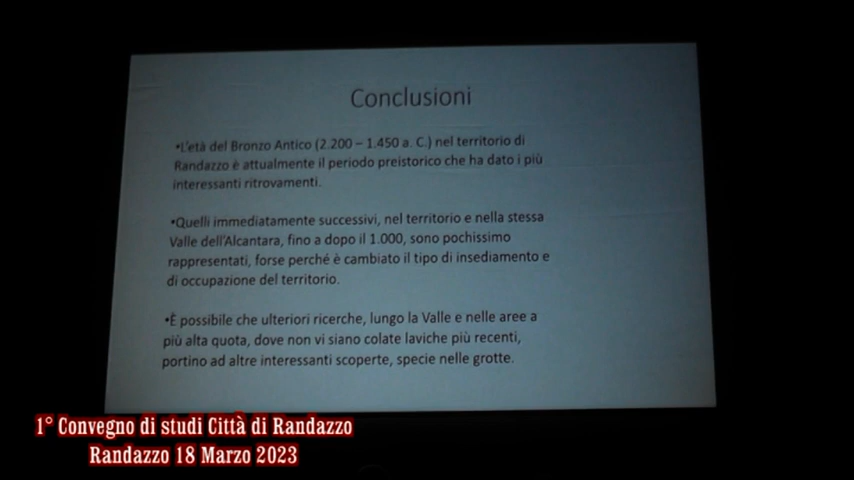 Conclusioni
•L'età del Bronzo Antico (2.200 – 1.450 a. C.) nel territorio di
Randazzo è attualmente il periodo preistorico che ha dato i più
interessanti ritrovamenti.
•Quelli immediatamente successivi, nel territorio e nella stessa
Valle dell'Alcantara, fino a dopo il 1.000, sono pochissimo
rappresentati, forse perché è cambiato il tipo di insediamento e
di occupazione del territorio.
•È possibile che ulteriori ricerche, lungo la Valle e nelle aree a
più alta quota, dove non vi siano colate laviche più recenti,
portino ad altre interessanti scoperte, specie nelle grotte.
1° Convegno di studi Città di Randazzo
Randazzo 18 Marzo 2023